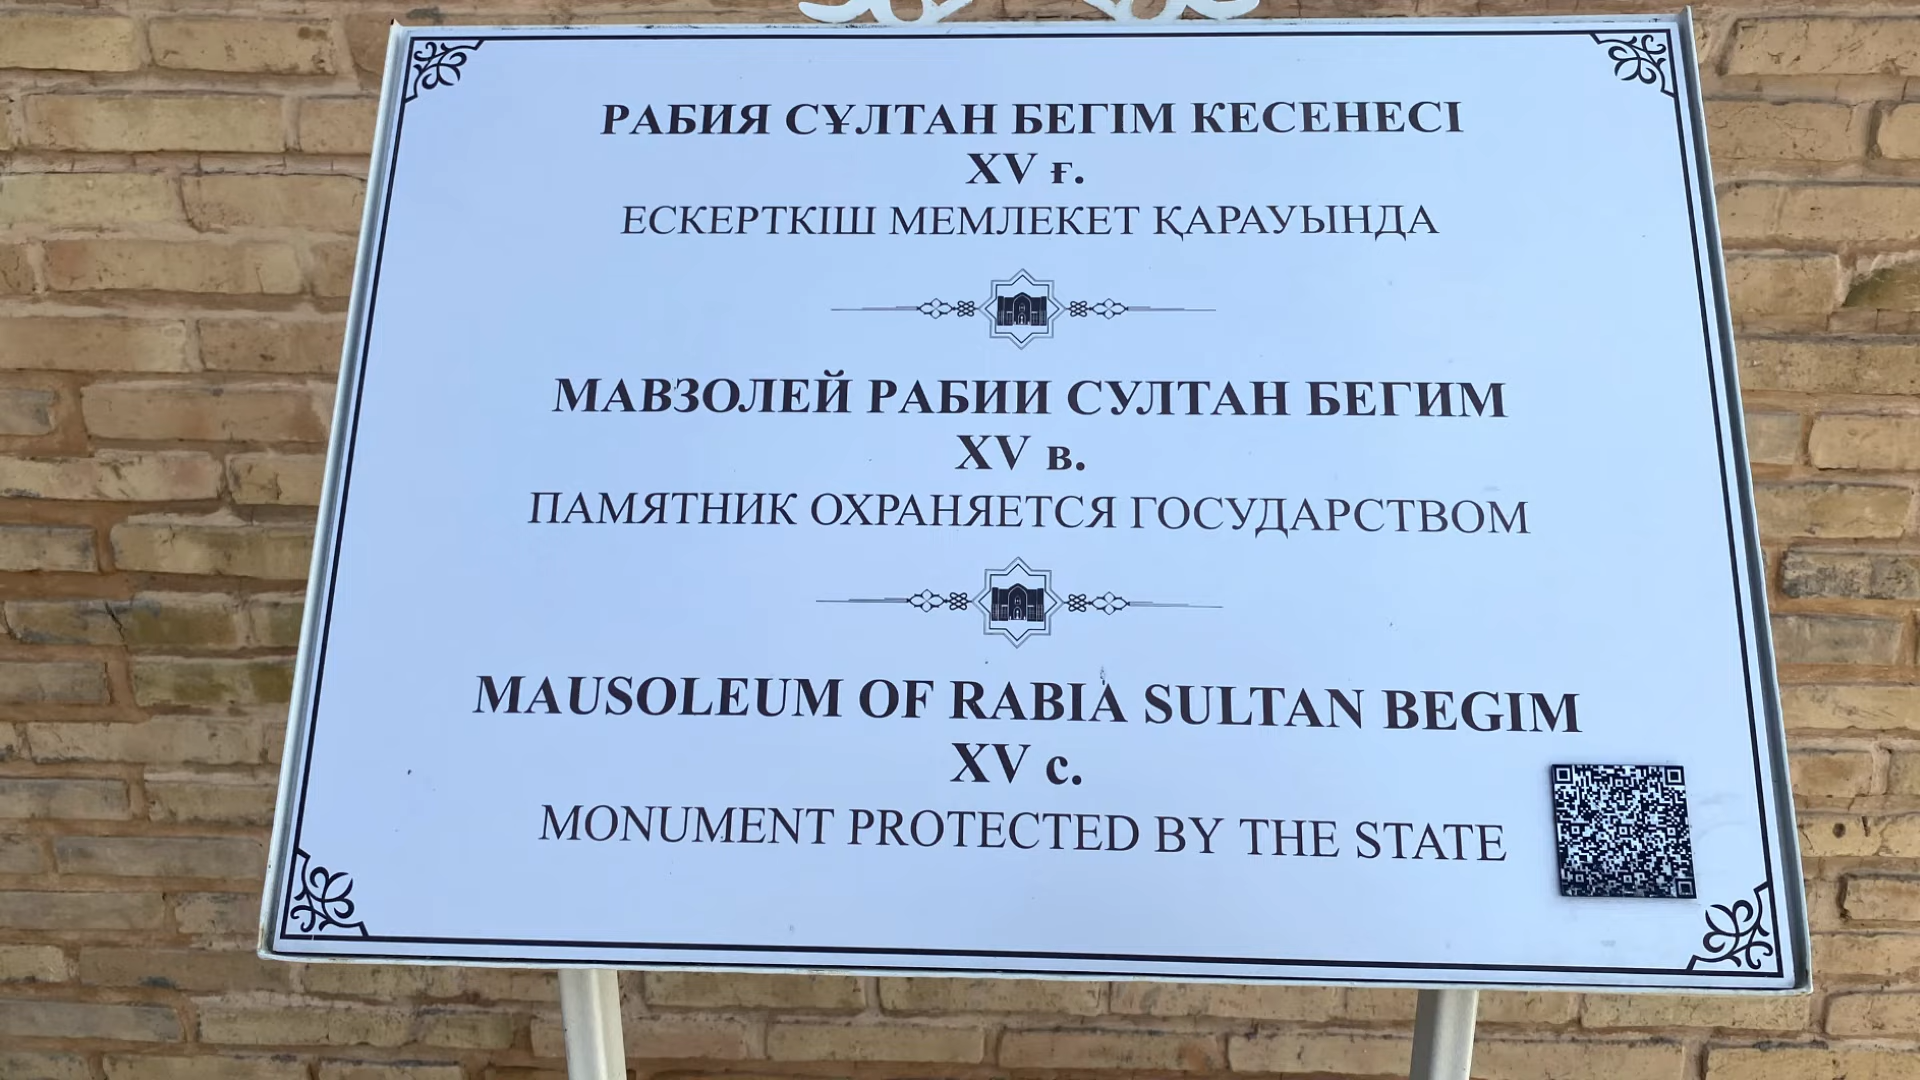 РАБИЯ СҰЛТАН БЕГІМ КЕСЕНЕСІ
XV ғ.
ЕСКЕРТКІШ МЕМЛЕКЕТ ҚАРАУЫНДА
МАВЗОЛЕЙ РАБИИ СУЛТАН БЕГИМ
XV в.
ПАМЯТНИК ОХРАНЯЕТСЯ ГОСУДАРСТВОМ
MAUSOLEUM OF RABIA SULTAN BEGIM
XV c.
MONUMENT PROTECTED BY THE STATE